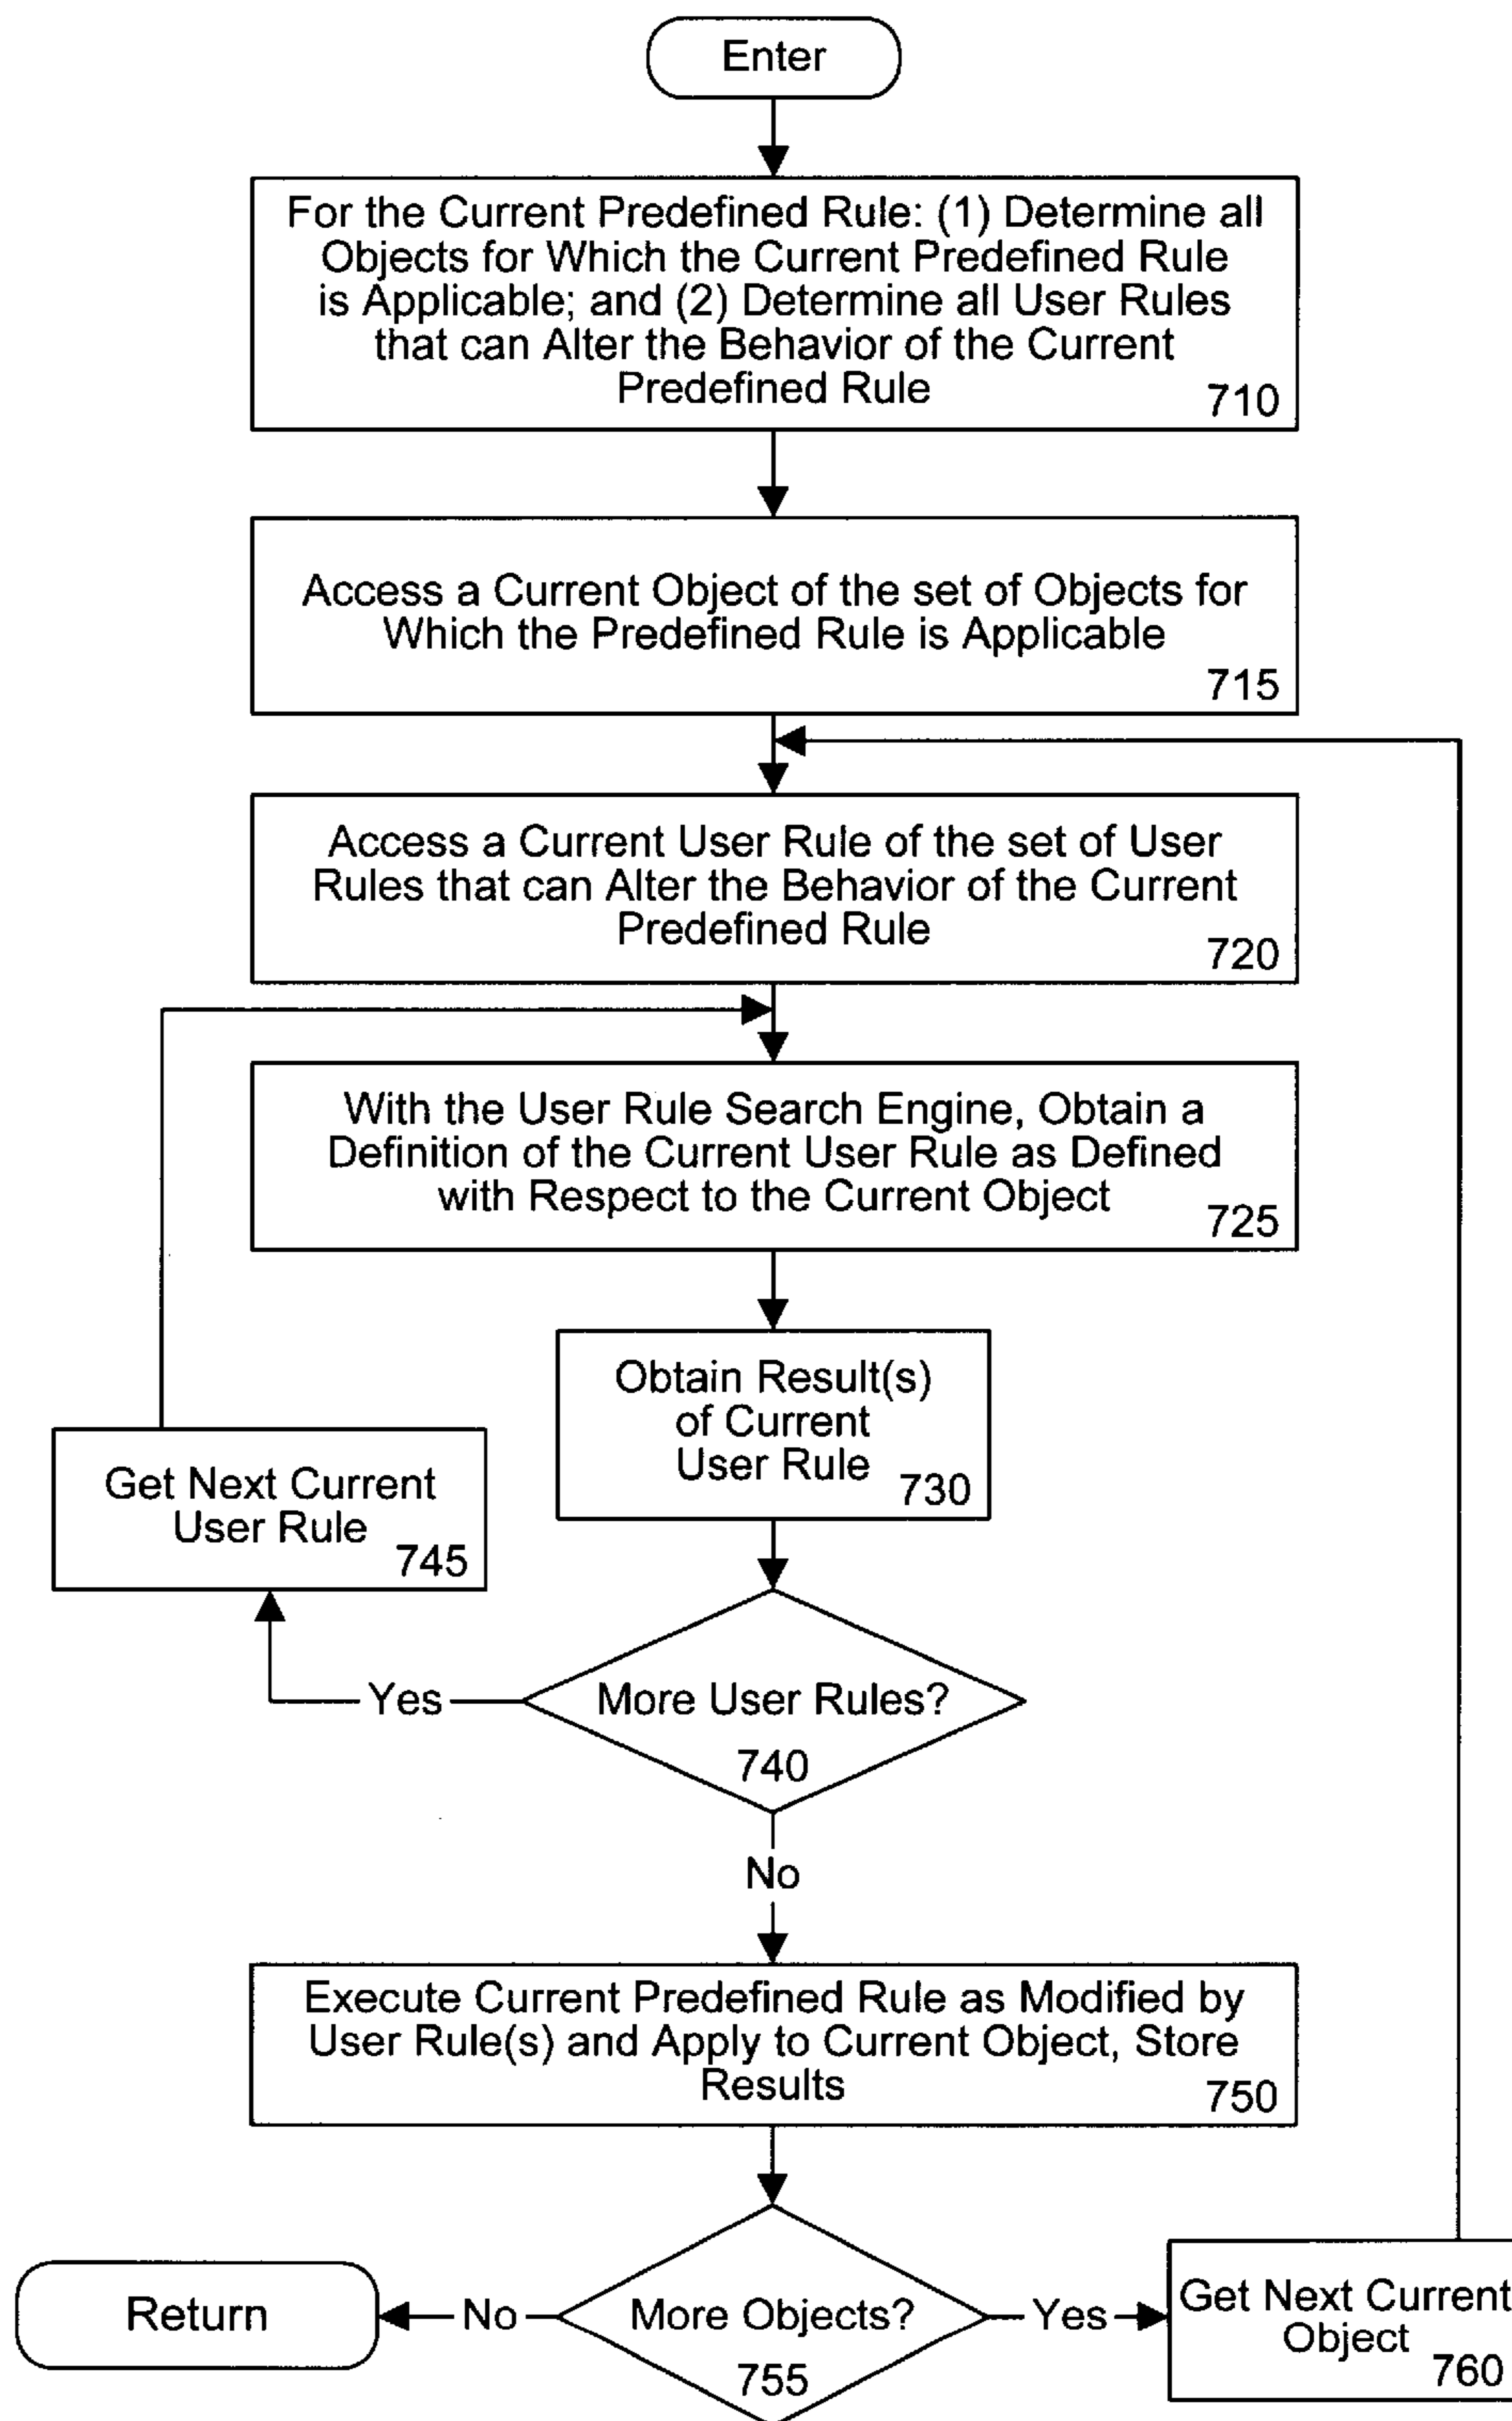 Enter
For the Current Predefined Rule: (1) Determine all
Objects for Which the Current Predefined Rule
is Applicable; and (2) Determine all User Rules
that can Alter the Behavior of the Current
Predefined Rule
710
Access a Current Object of the set of Objects for
Which the Predefined Rule is Applicable
715
Access a Current User Rule of the set of User
Rules that can Alter the Behavior of the Current
Predefined Rule
720
With the User Rule Search Engine, Obtain a
Definition of the Current User Rule as Defined
with Respect to the Current Object
725
Obtain Result(s)
of Current
User Rule
730
Get Next Current
User Rule
745
Yes
More User Rules?
740
No
Execute Current Predefined Rule as Modified by
User Rule(s) and Apply to Current Object, Store
Results
750
Return
No
More Objects?
755
Yes
Get Next Current
Object
760